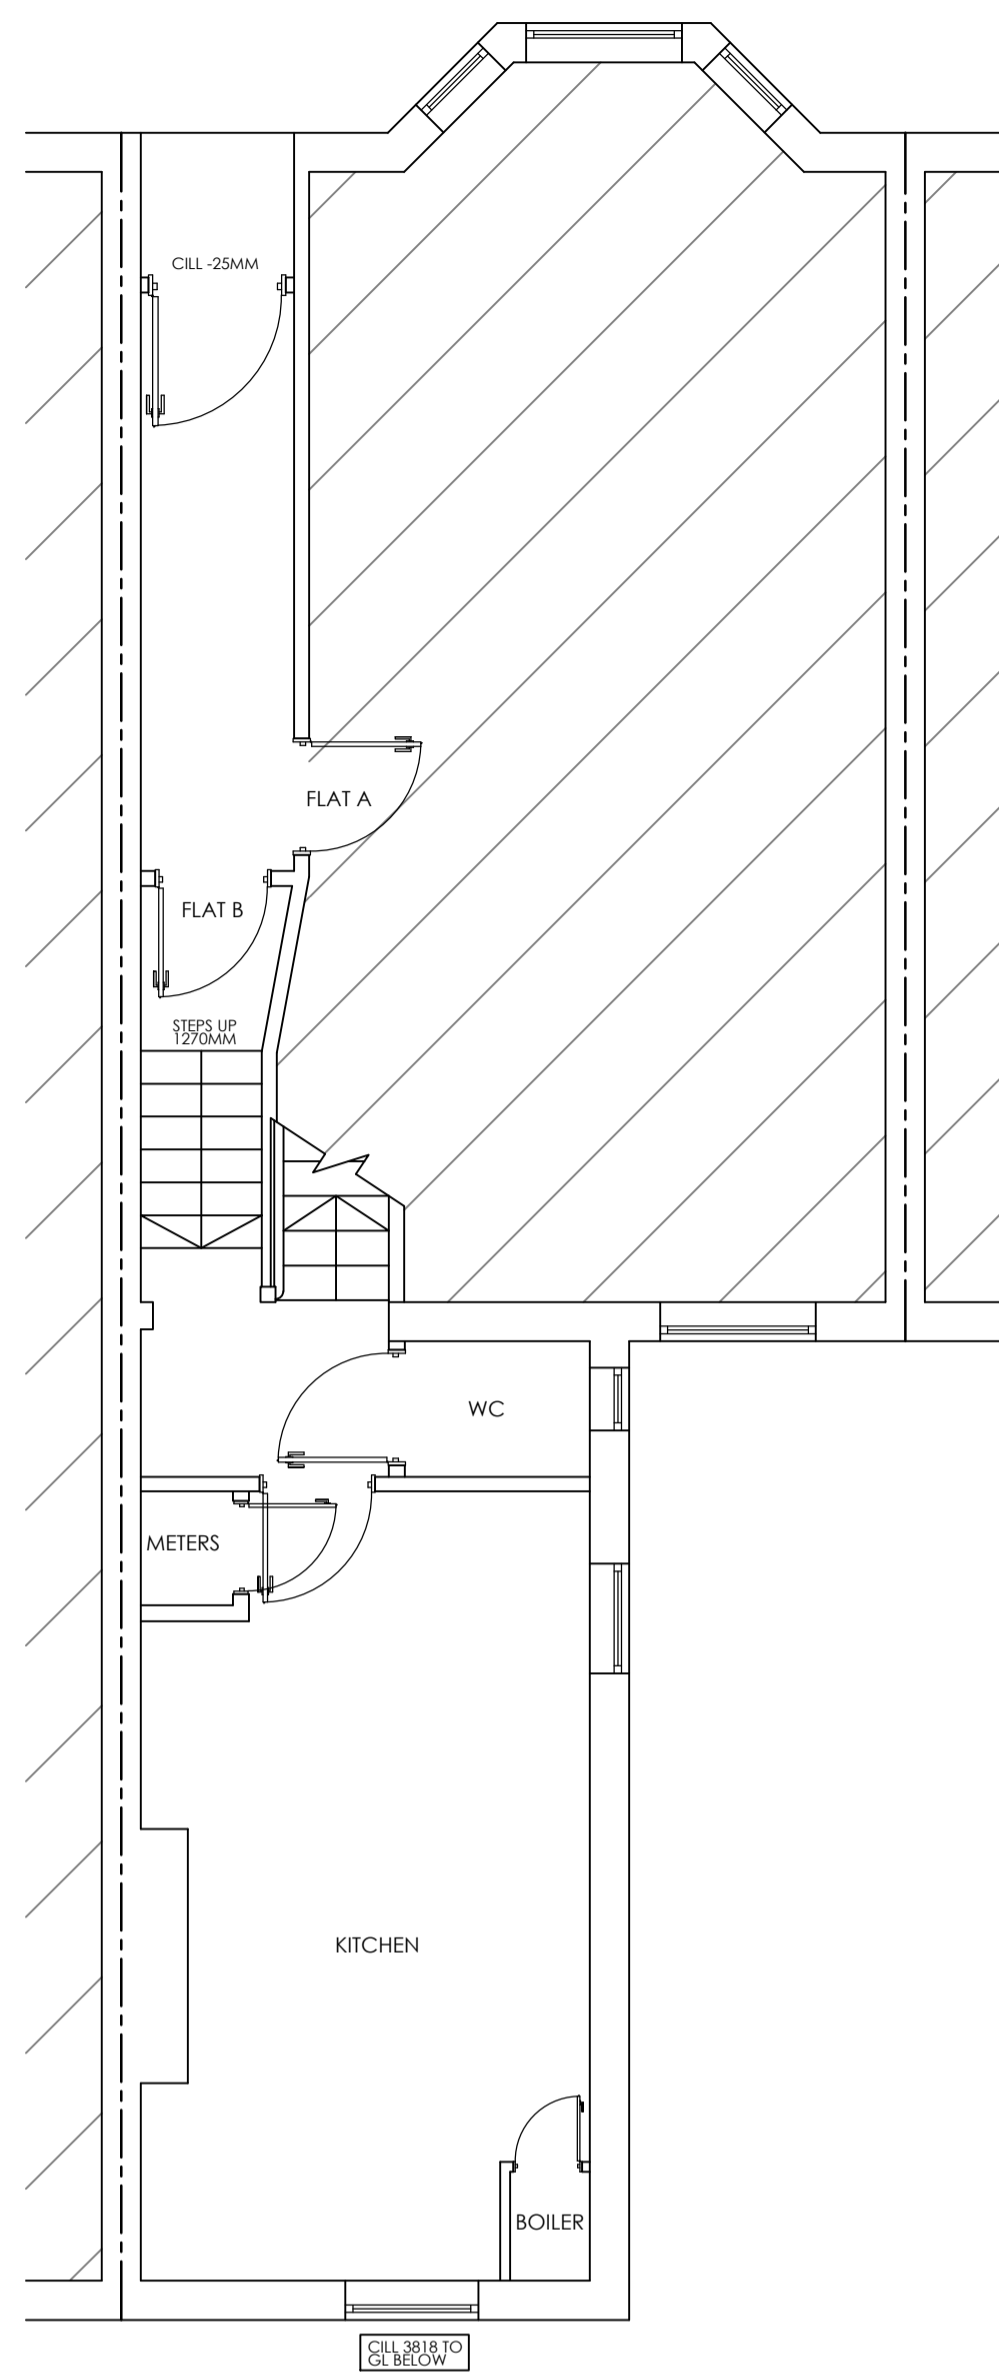 CILL -25MM
FLAT A
FLAT B
STEPS UP
1270MM
WC
METERS
KITCHEN
BOILER
CILL 3818 TO
GL BELOW